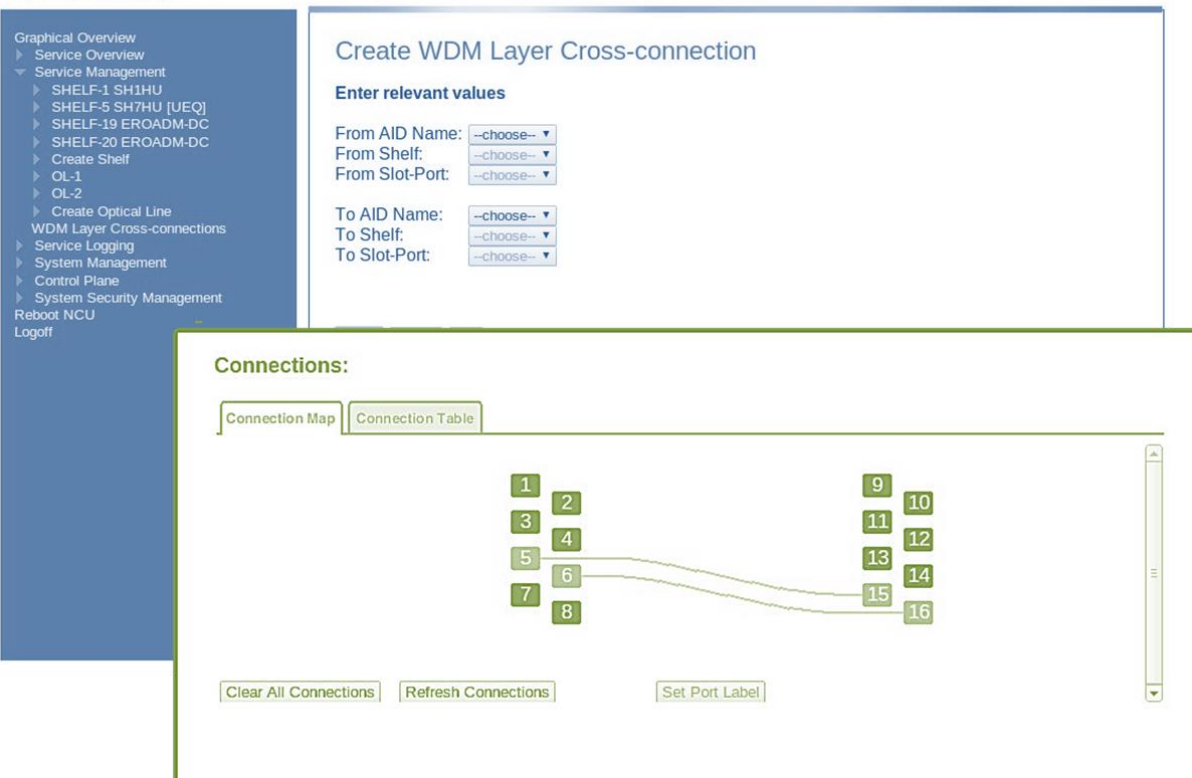 Graphical Overview
Service Overview
Service Management
SHELF-1 SH1HU
SHELF-5 SH7HU [UEQ]
SHELF-19 EROADM-DC
SHELF-20 EROADM-DC
Create Shelf
OL-1
OL-2
Create Optical Line
WDM Layer Cross-connections
Service Logging
System Management
Control Plane
System Security Management
Reboot NCU
Logoff
Create WDM Layer Cross-connection
Enter relevant values
From AID Name: --choose--
From Shelf: --choose--
From Slot-Port: --choose--
To AID Name: --choose--
To Shelf: --choose--
To Slot-Port: --choose--
Connections:
Connection Map Connection Table
1 9
2 10
3 11
4 12
5 13
6 14
7 15
8 16
Clear All Connections Refresh Connections Set Port Label